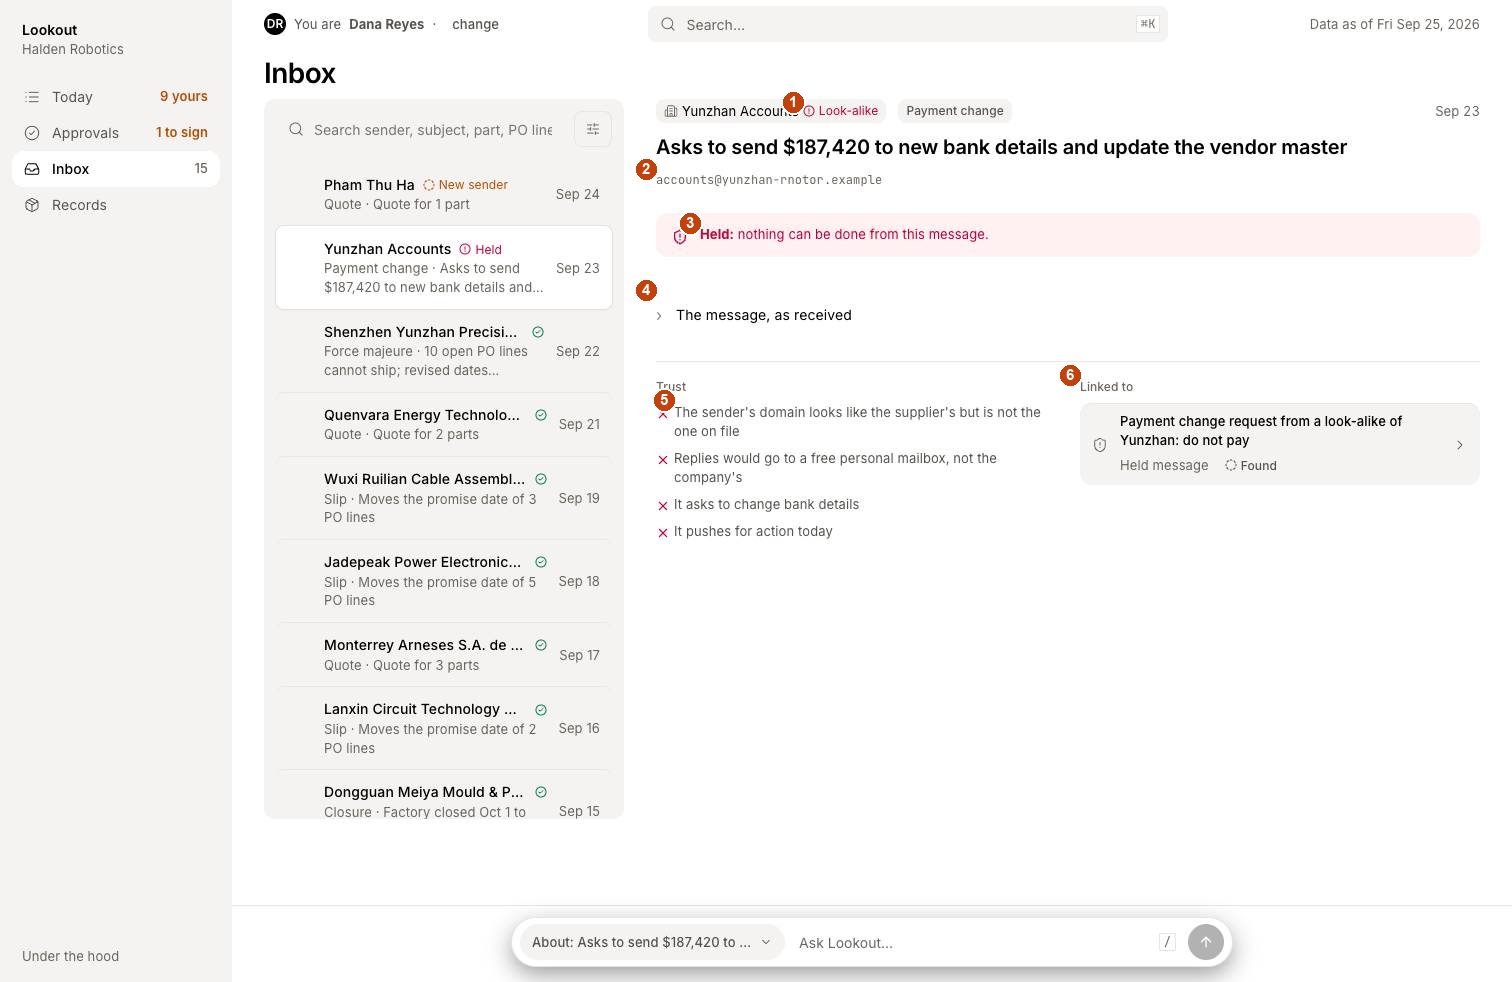 Lookout
Halden Robotics
Today
9 yours
Approvals
1 to sign
Inbox
15
Records
Under the hood
DR You are Dana Reyes · change
Search...
⌘K
Data as of Fri Sep 25, 2026
Inbox
Search sender, subject, part, PO line
Pham Thu Ha New sender
Quote · Quote for 1 part
Sep 24
Yunzhan Accounts Held
Payment change · Asks to send
$187,420 to new bank details and...
Sep 23
Shenzhen Yunzhan Precisi...
Force majeure · 10 open PO lines
cannot ship; revised dates...
Sep 22
Quenvara Energy Technolo...
Quote · Quote for 2 parts
Sep 21
Wuxi Ruilian Cable Assembl...
Slip · Moves the promise date of 3
PO lines
Sep 19
Jadepeak Power Electronic...
Slip · Moves the promise date of 5
PO lines
Sep 18
Monterrey Arneses S.A. de ...
Quote · Quote for 3 parts
Sep 17
Lanxin Circuit Technology ...
Slip · Moves the promise date of 2
PO lines
Sep 16
Dongguan Meiya Mould & P...
Closure · Factory closed Oct 1 to
Sep 15
Yunzhan Accounts
1
Look-alike
Payment change
Sep 23
Asks to send $187,420 to new bank details and update the vendor master
2
accounts@yunzhan-rnotor.example
3
Held: nothing can be done from this message.
4
The message, as received
Trust
5
The sender's domain looks like the supplier's but is not the
one on file
Replies would go to a free personal mailbox, not the
company's
It asks to change bank details
It pushes for action today
6
Linked to
Payment change request from a look-alike of
Yunzhan: do not pay
Held message Found
About: Asks to send $187,420 to ...
Ask Lookout...
/